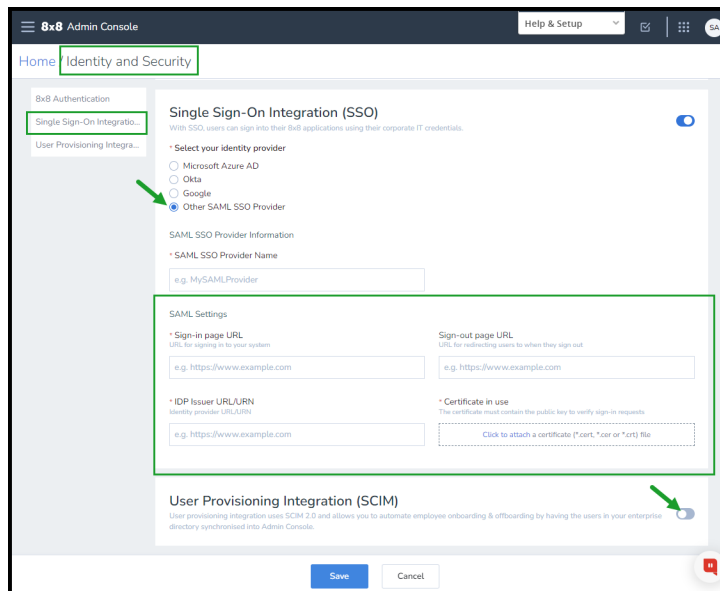 8x8 Admin Console
Help & Setup
SA
Home / Identity and Security
8x8 Authentication
Single Sign-On Integratio...
User Provisioning Integra...
Single Sign-On Integration (SSO)
With SSO, users can sign into their 8x8 applications using their corporate IT credentials.
* Select your identity provider
Microsoft Azure AD
Okta
Google
Other SAML SSO Provider
SAML SSO Provider Information
* SAML SSO Provider Name
e.g. MySAMLProvider
SAML Settings
* Sign-in page URL
URL for signing in to your system
e.g. https://www.example.com
Sign-out page URL
URL for redirecting users to when they sign out
e.g. https://www.example.com
* IDP Issuer URL/URN
Identity provider URL/URN
e.g. https://www.example.com
* Certificate in use
The certificate must contain the public key to verify sign-in requests
Click to attach a certificate (*.cert, *.cer or *.crt) file
User Provisioning Integration (SCIM)
User provisioning integration uses SCIM 2.0 and allows you to automate employee onboarding & offboarding by having the users in your enterprise
directory synchronised into Admin Console.
Save
Cancel